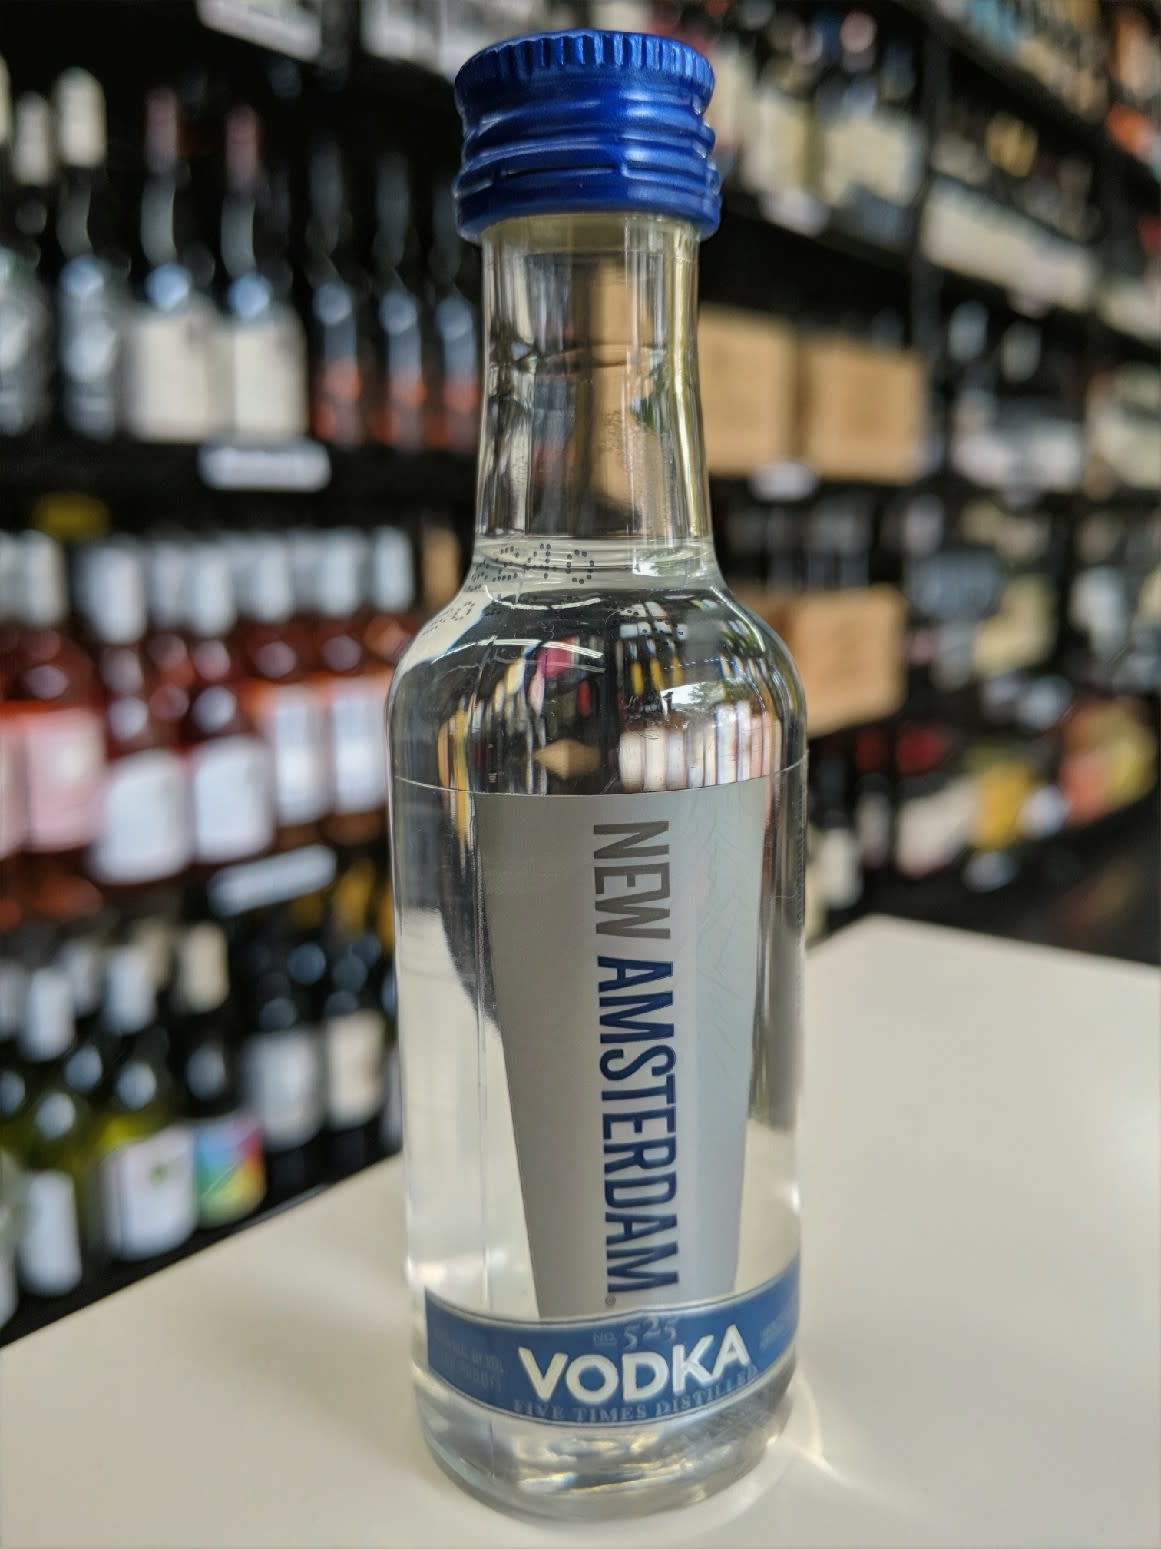 NEW AMSTERDAM®
NO. 525
VODKA
FIVE TIMES DISTILLED